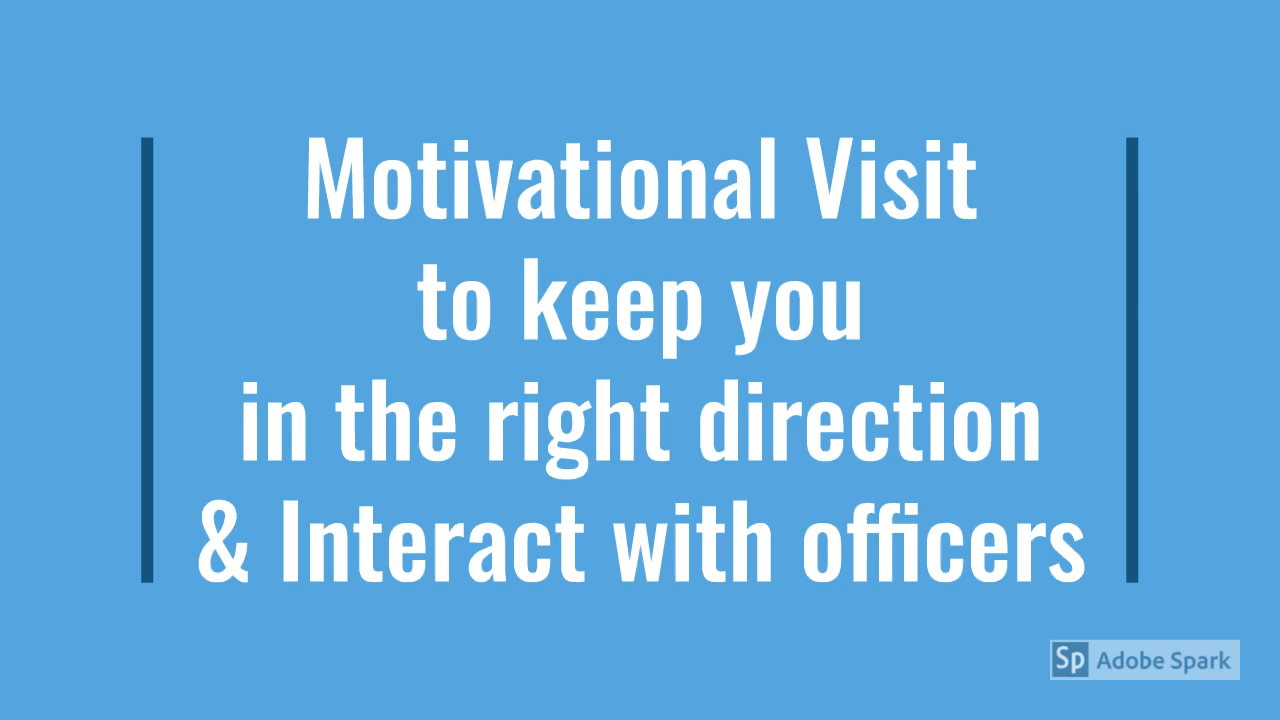 Motivational Visit
to keep you
in the right direction
& Interact with officers
Sp Adobe Spark